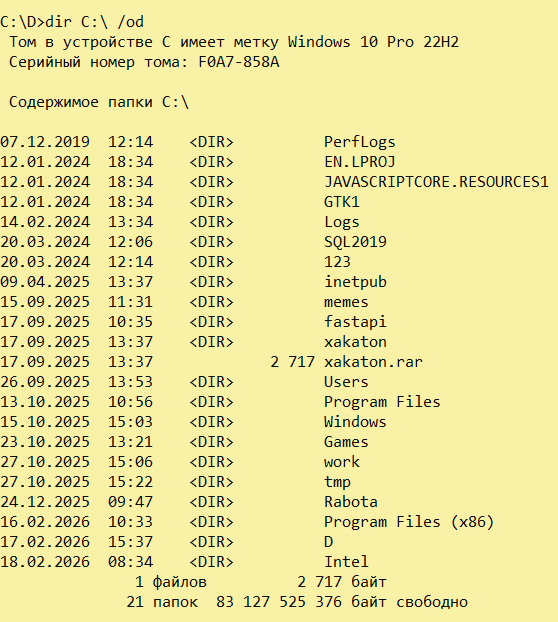 C:\D>dir C:\ /od
Том в устройстве C имеет метку Windows 10 Pro 22H2
Серийный номер тома: F0A7-858A

Содержимое папки C:\

07.12.2019  12:14    <DIR>          PerfLogs
12.01.2024  18:34    <DIR>          EN.LPROJ
12.01.2024  18:34    <DIR>          JAVASCRIPTCORE.RESOURCES1
12.01.2024  18:34    <DIR>          GTK1
14.02.2024  13:34    <DIR>          Logs
20.03.2024  12:06    <DIR>          SQL2019
20.03.2024  12:14    <DIR>          123
09.04.2025  13:37    <DIR>          inetpub
15.09.2025  11:31    <DIR>          memes
17.09.2025  10:35    <DIR>          fastapi
17.09.2025  13:37    <DIR>          xakaton
17.09.2025  13:37             2 717 xakaton.rar
26.09.2025  13:53    <DIR>          Users
13.10.2025  10:56    <DIR>          Program Files
15.10.2025  15:03    <DIR>          Windows
23.10.2025  13:21    <DIR>          Games
27.10.2025  15:06    <DIR>          work
27.10.2025  15:22    <DIR>          tmp
24.12.2025  09:47    <DIR>          Rabota
16.02.2026  10:33    <DIR>          Program Files (x86)
17.02.2026  15:37    <DIR>          D
18.02.2026  08:34    <DIR>          Intel
               1 файлов          2 717 байт
              21 папок  83 127 525 376 байт свободно